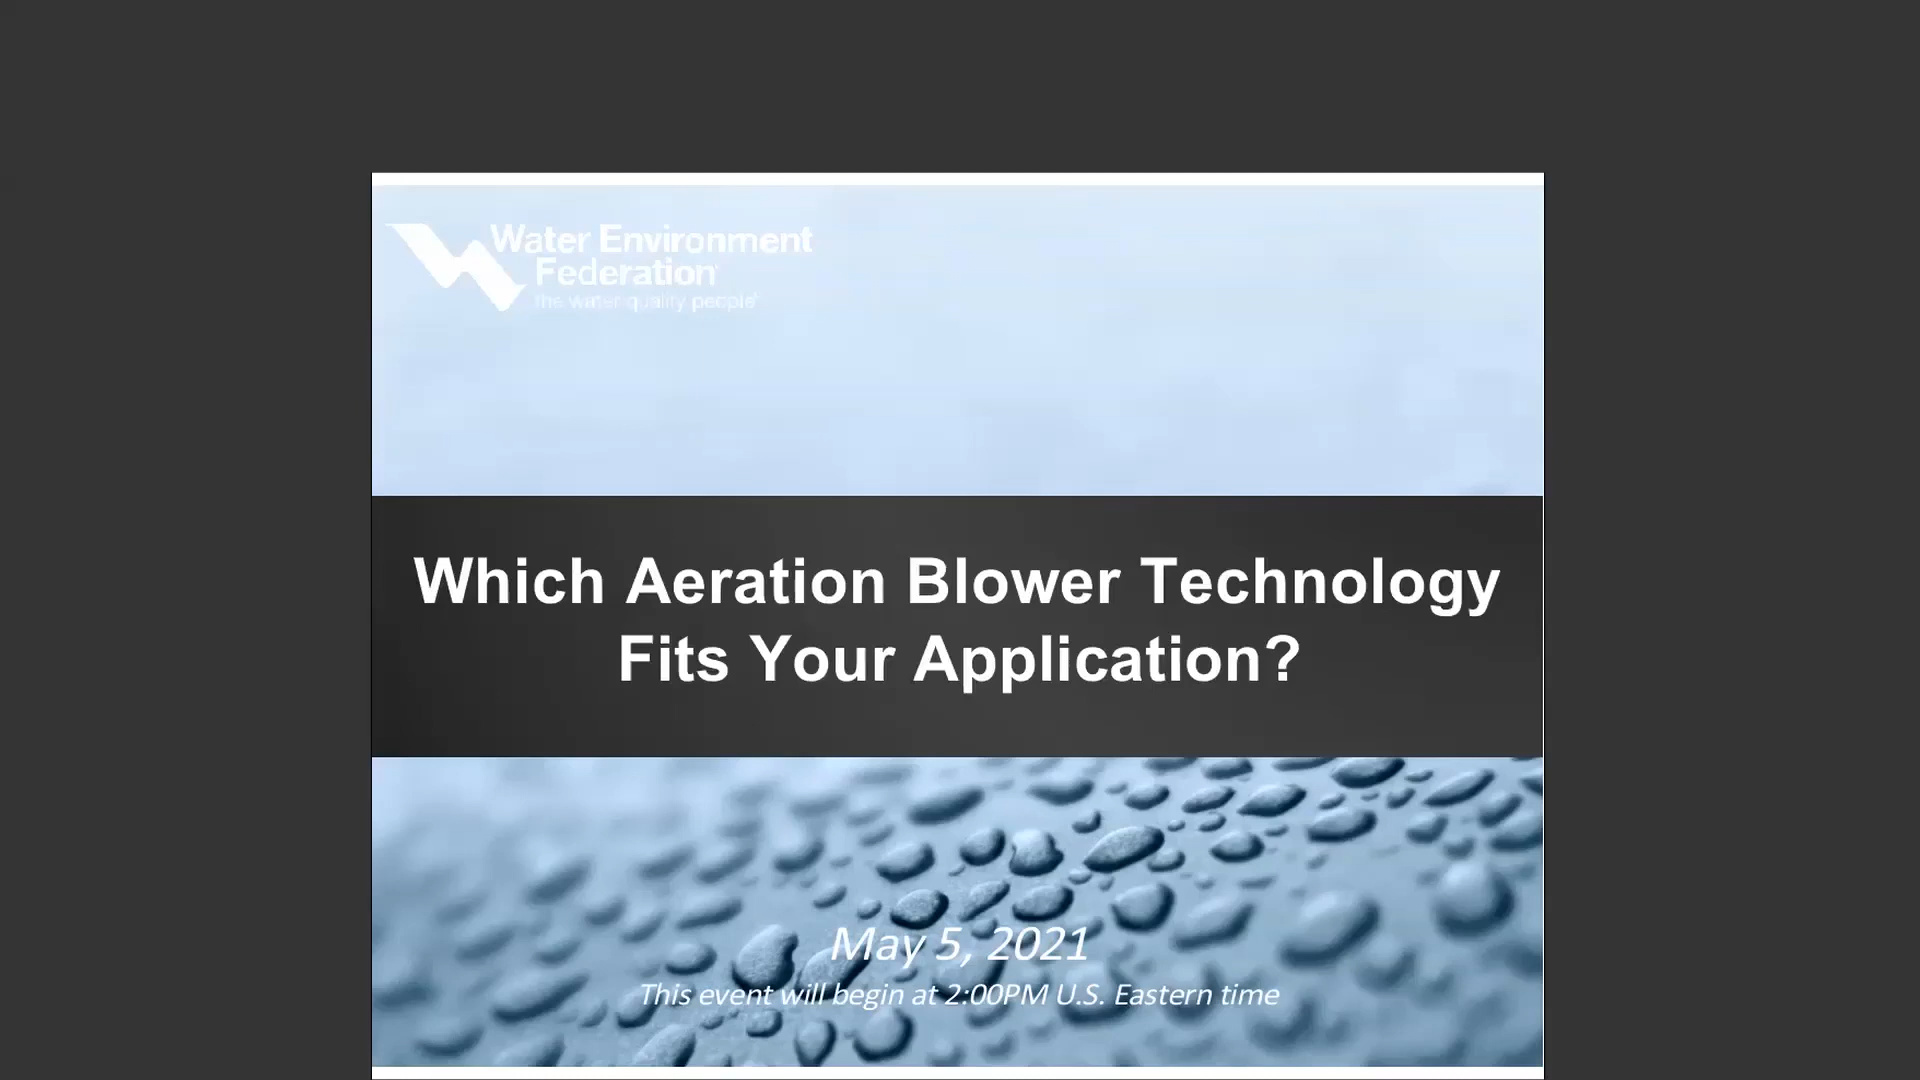 Water Environment
Federation
the water quality people
Which Aeration Blower Technology
Fits Your Application?
May 5, 2021
This event will begin at 2:00PM U.S. Eastern time